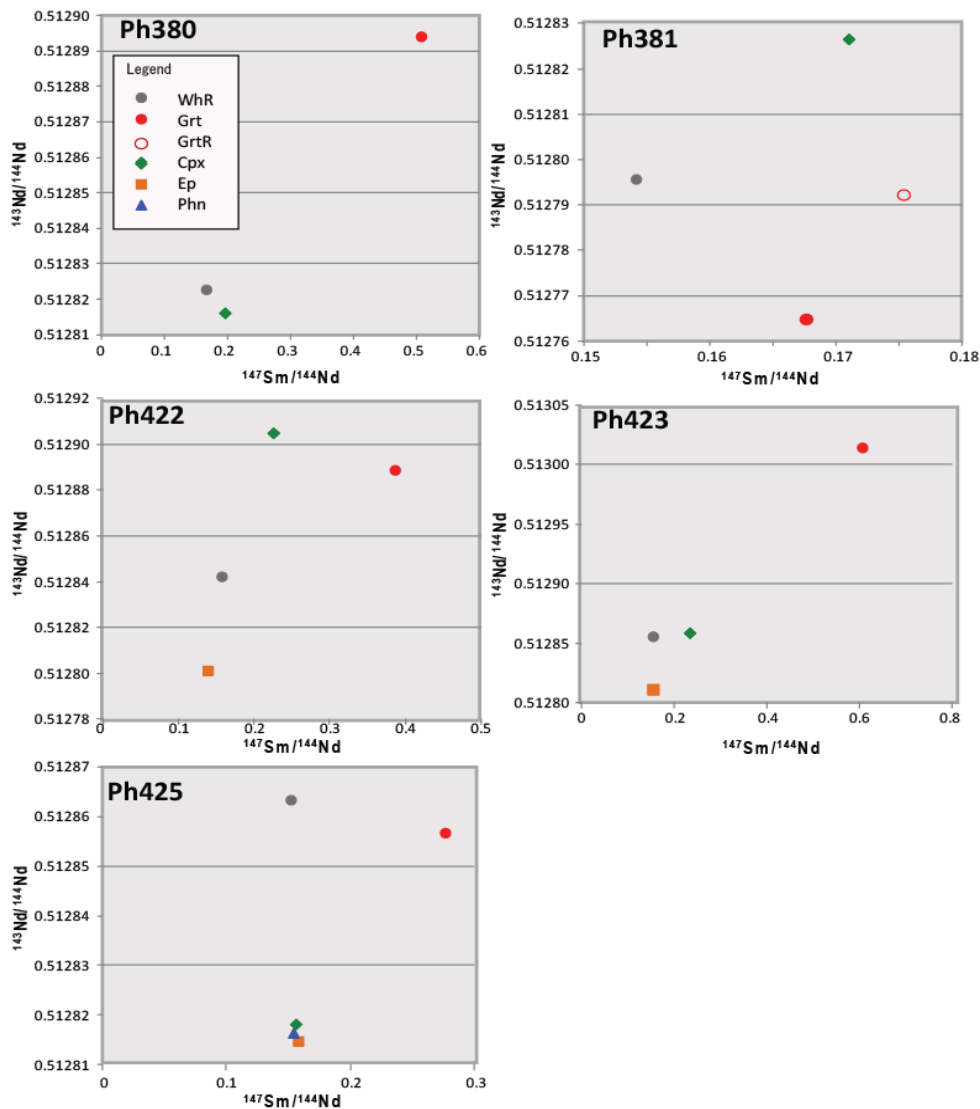 Ph380
0.51290
0.51289
0.51288
0.51287
0.51286
0.51285
0.51284
0.51283
0.51282
0.51281
143Nd/144Nd
Legend
WhR
Grt
GrtR
Cpx
Ep
Phn
0 0.1 0.2 0.3 0.4 0.5 0.6
147Sm/144Nd
Ph381
0.51283
0.51282
0.51281
0.51280
0.51279
0.51278
0.51277
0.51276
143Nd/144Nd
0.15 0.16 0.17 0.18
147Sm/144Nd
Ph422
0.51292
0.51290
0.51288
0.51286
0.51284
0.51282
0.51280
0.51278
143Nd/144Nd
0 0.1 0.2 0.3 0.4 0.5
147Sm/144Nd
Ph423
0.51305
0.51300
0.51295
0.51290
0.51285
0.51280
143Nd/144Nd
0 0.2 0.4 0.6 0.8
147Sm/144Nd
Ph425
0.51287
0.51286
0.51285
0.51284
0.51283
0.51282
0.51281
143Nd/144Nd
0 0.1 0.2 0.3
147Sm/144Nd